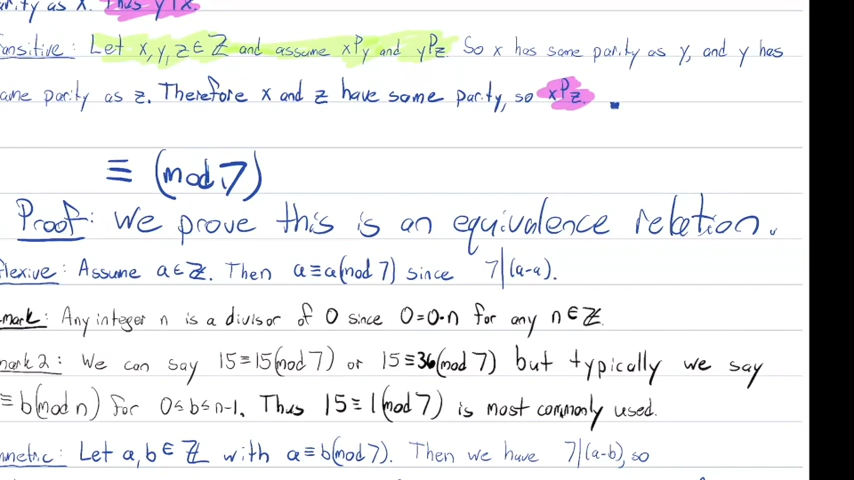 arity as x. Thus y P x.
ansitive: Let x, y, z ∈ ℤ and assume xPy and yPz. So x has same parity as y, and y has
ame parity as z. Therefore x and z have same parity, so xPz. ▪
≡ (mod 7)
Proof: We prove this is an equivalence relation.
flexive: Assume a ∈ ℤ. Then a ≡ a (mod 7) since 7|(a-a).
mark: Any integer n is a divisor of 0 since 0=0·n for any n ∈ ℤ.
mark 2: We can say 15 ≡ 15 (mod 7) or 15 ≡ 36 (mod 7) but typically we say
≡ b (mod n) for 0 ≤ b ≤ n-1. Thus 15 ≡ 1 (mod 7) is most commonly used.
mmetric: Let a, b ∈ ℤ with a ≡ b (mod 7). Then we have 7|(a-b), so